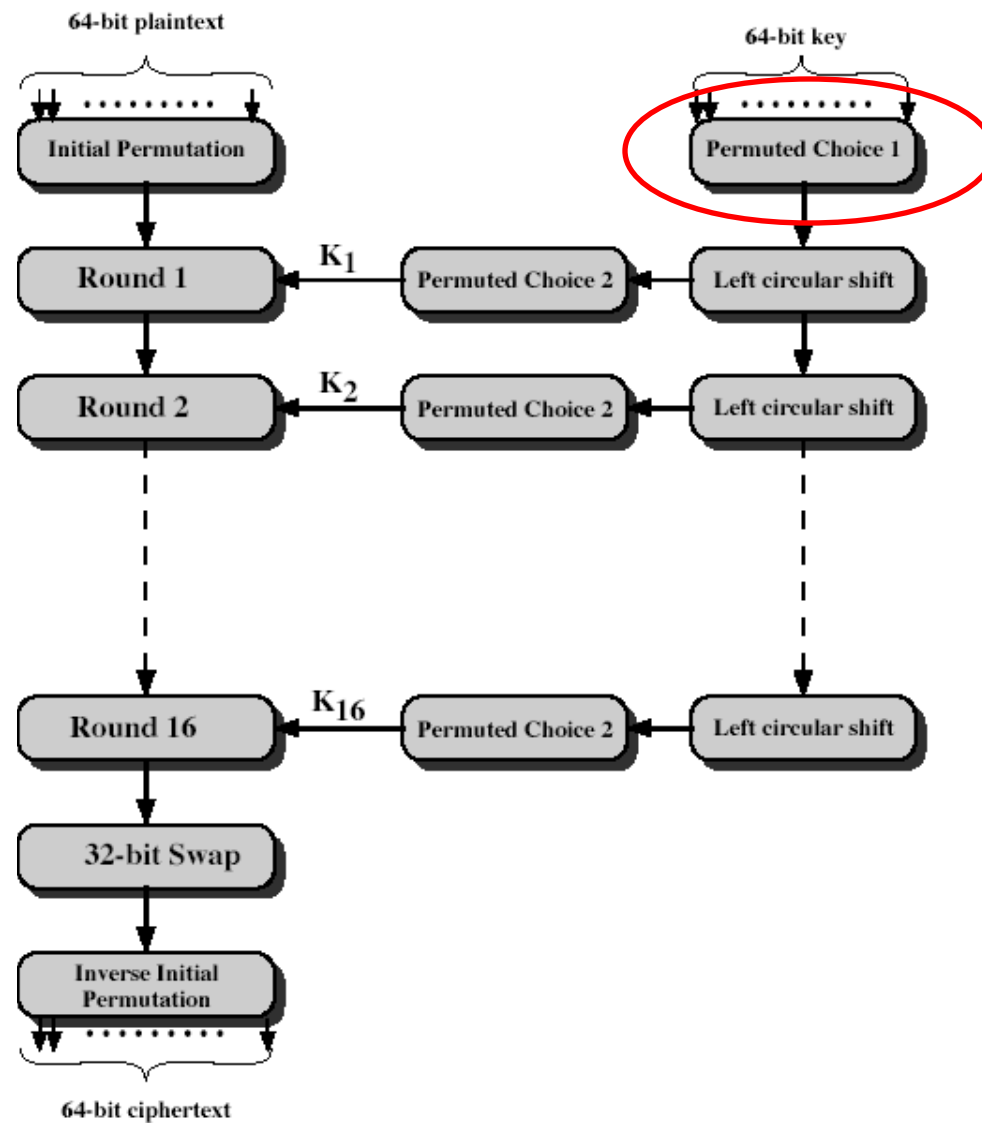 64-bit plaintext
64-bit key
Initial Permutation
Permuted Choice 1
Round 1
K1
Permuted Choice 2
Left circular shift
Round 2
K2
Permuted Choice 2
Left circular shift
Round 16
K16
Permuted Choice 2
Left circular shift
32-bit Swap
Inverse Initial
Permutation
64-bit ciphertext